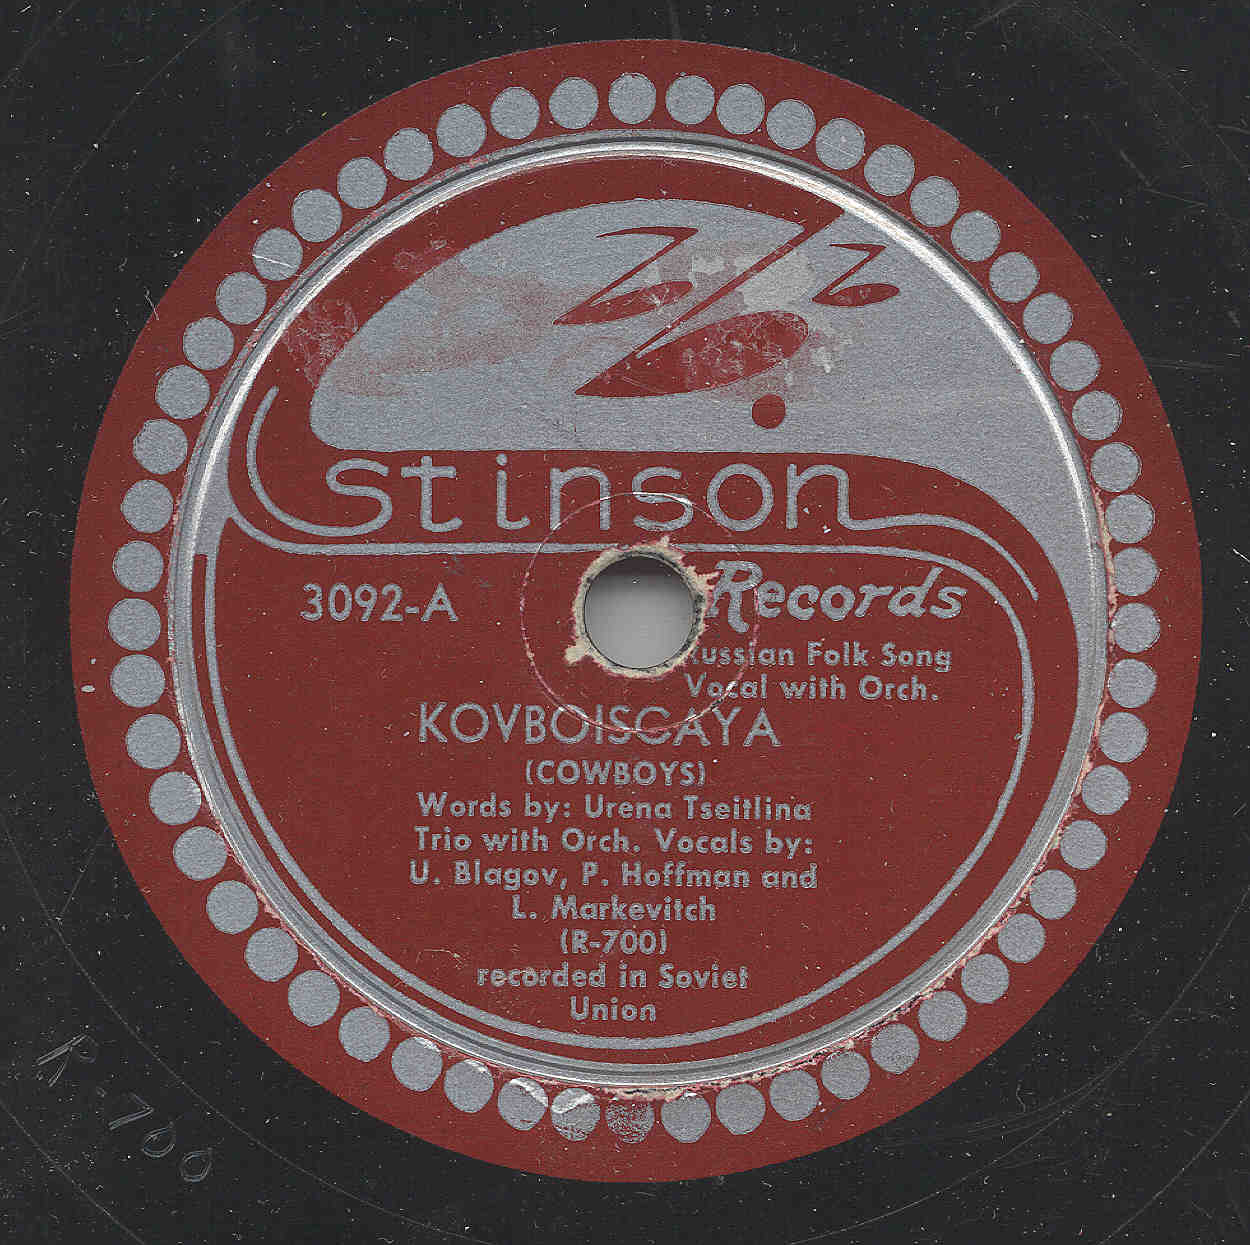 Stinson
Records
3092-A
Russian Folk Song
Vocal with Orch.
KOVBOISCAYA
(COWBOYS)
Words by: Urena Tseitlina
Trio with Orch. Vocals by:
U. Blagov, P. Hoffman and
L. Markevitch
(R-700)
recorded in Soviet
Union
R-700